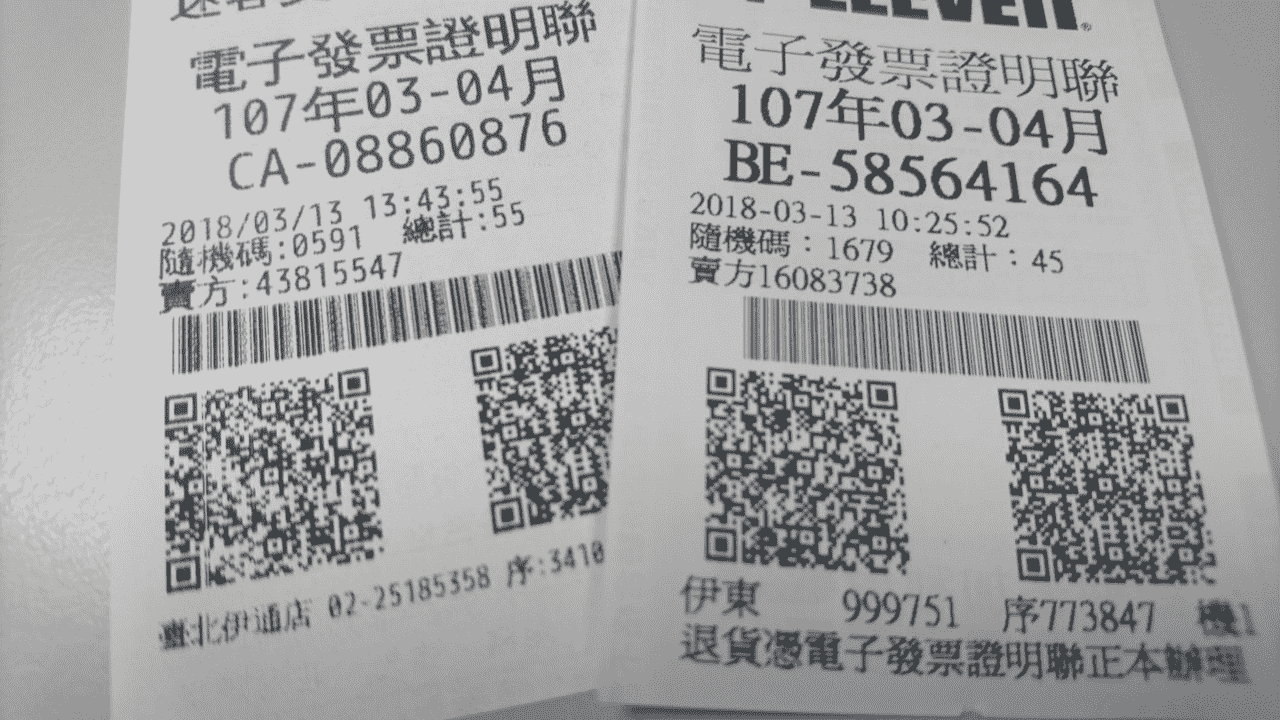 電子發票證明聯
107年03-04月
CA-08860876
2018/03/13 13:43:55
隨機碼:0591 總計:55
賣方:43815547
臺北伊通店 02-25185358 序:3410
ELEVEn®
電子發票證明聯
107年03-04月
BE-58564164
2018-03-13 10:25:52
隨機碼：1679 總計：45
賣方16083738
伊東 999751 序773847 機1
退貨憑電子發票證明聯正本辦理